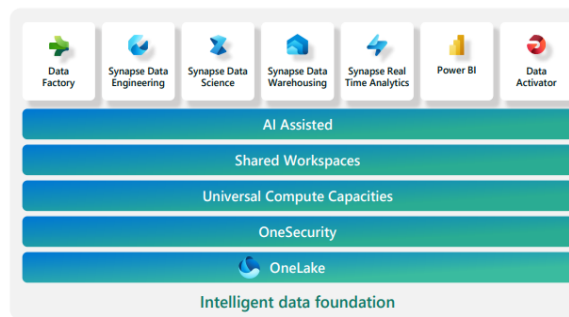 Data
Factory
Synapse Data
Engineering
Synapse Data
Science
Synapse Data
Warehousing
Synapse Real
Time Analytics
Power BI
Data
Activator
AI Assisted
Shared Workspaces
Universal Compute Capacities
OneSecurity
OneLake
Intelligent data foundation